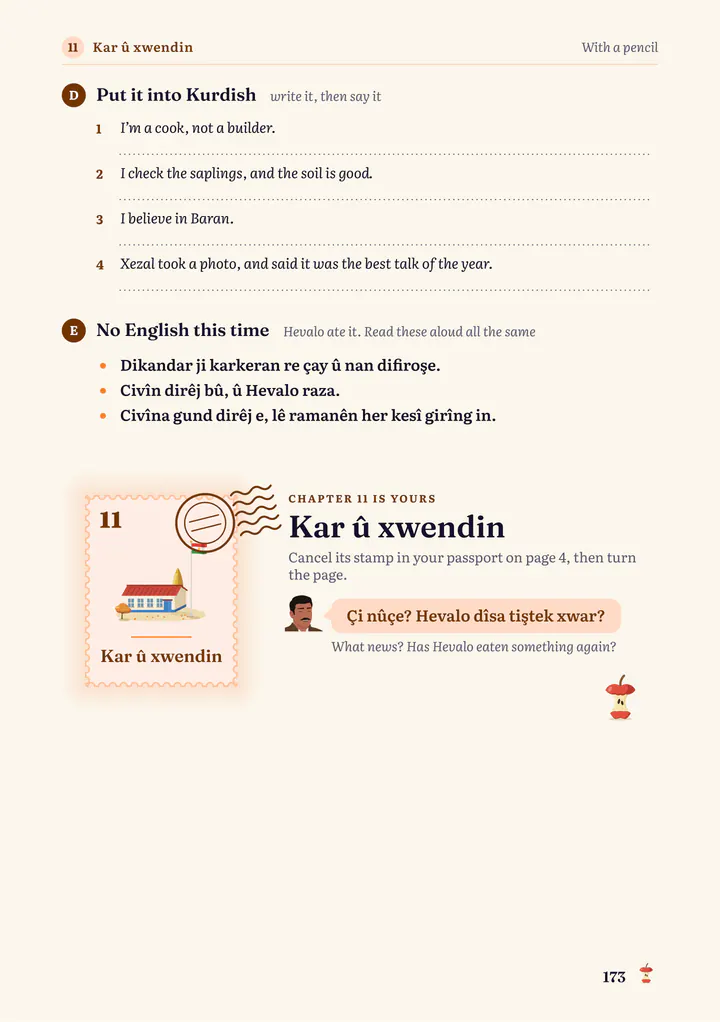 11 Kar û xwendin With a pencil
D Put it into Kurdish write it, then say it
1 I'm a cook, not a builder.
2 I check the saplings, and the soil is good.
3 I believe in Baran.
4 Xezal took a photo, and said it was the best talk of the year.
E No English this time Hevalo ate it. Read these aloud all the same
• Dikandar ji karkeran re çay û nan difiroşe.
• Civîn dirêj bû, û Hevalo raza.
• Civîna gund dirêj e, lê ramanên her kesî girîng in.
11
Kar û xwendin
CHAPTER 11 IS YOURS
Kar û xwendin
Cancel its stamp in your passport on page 4, then turn
the page.
Çi nûçe? Hevalo dîsa tiştek xwar?
What news? Has Hevalo eaten something again?
173